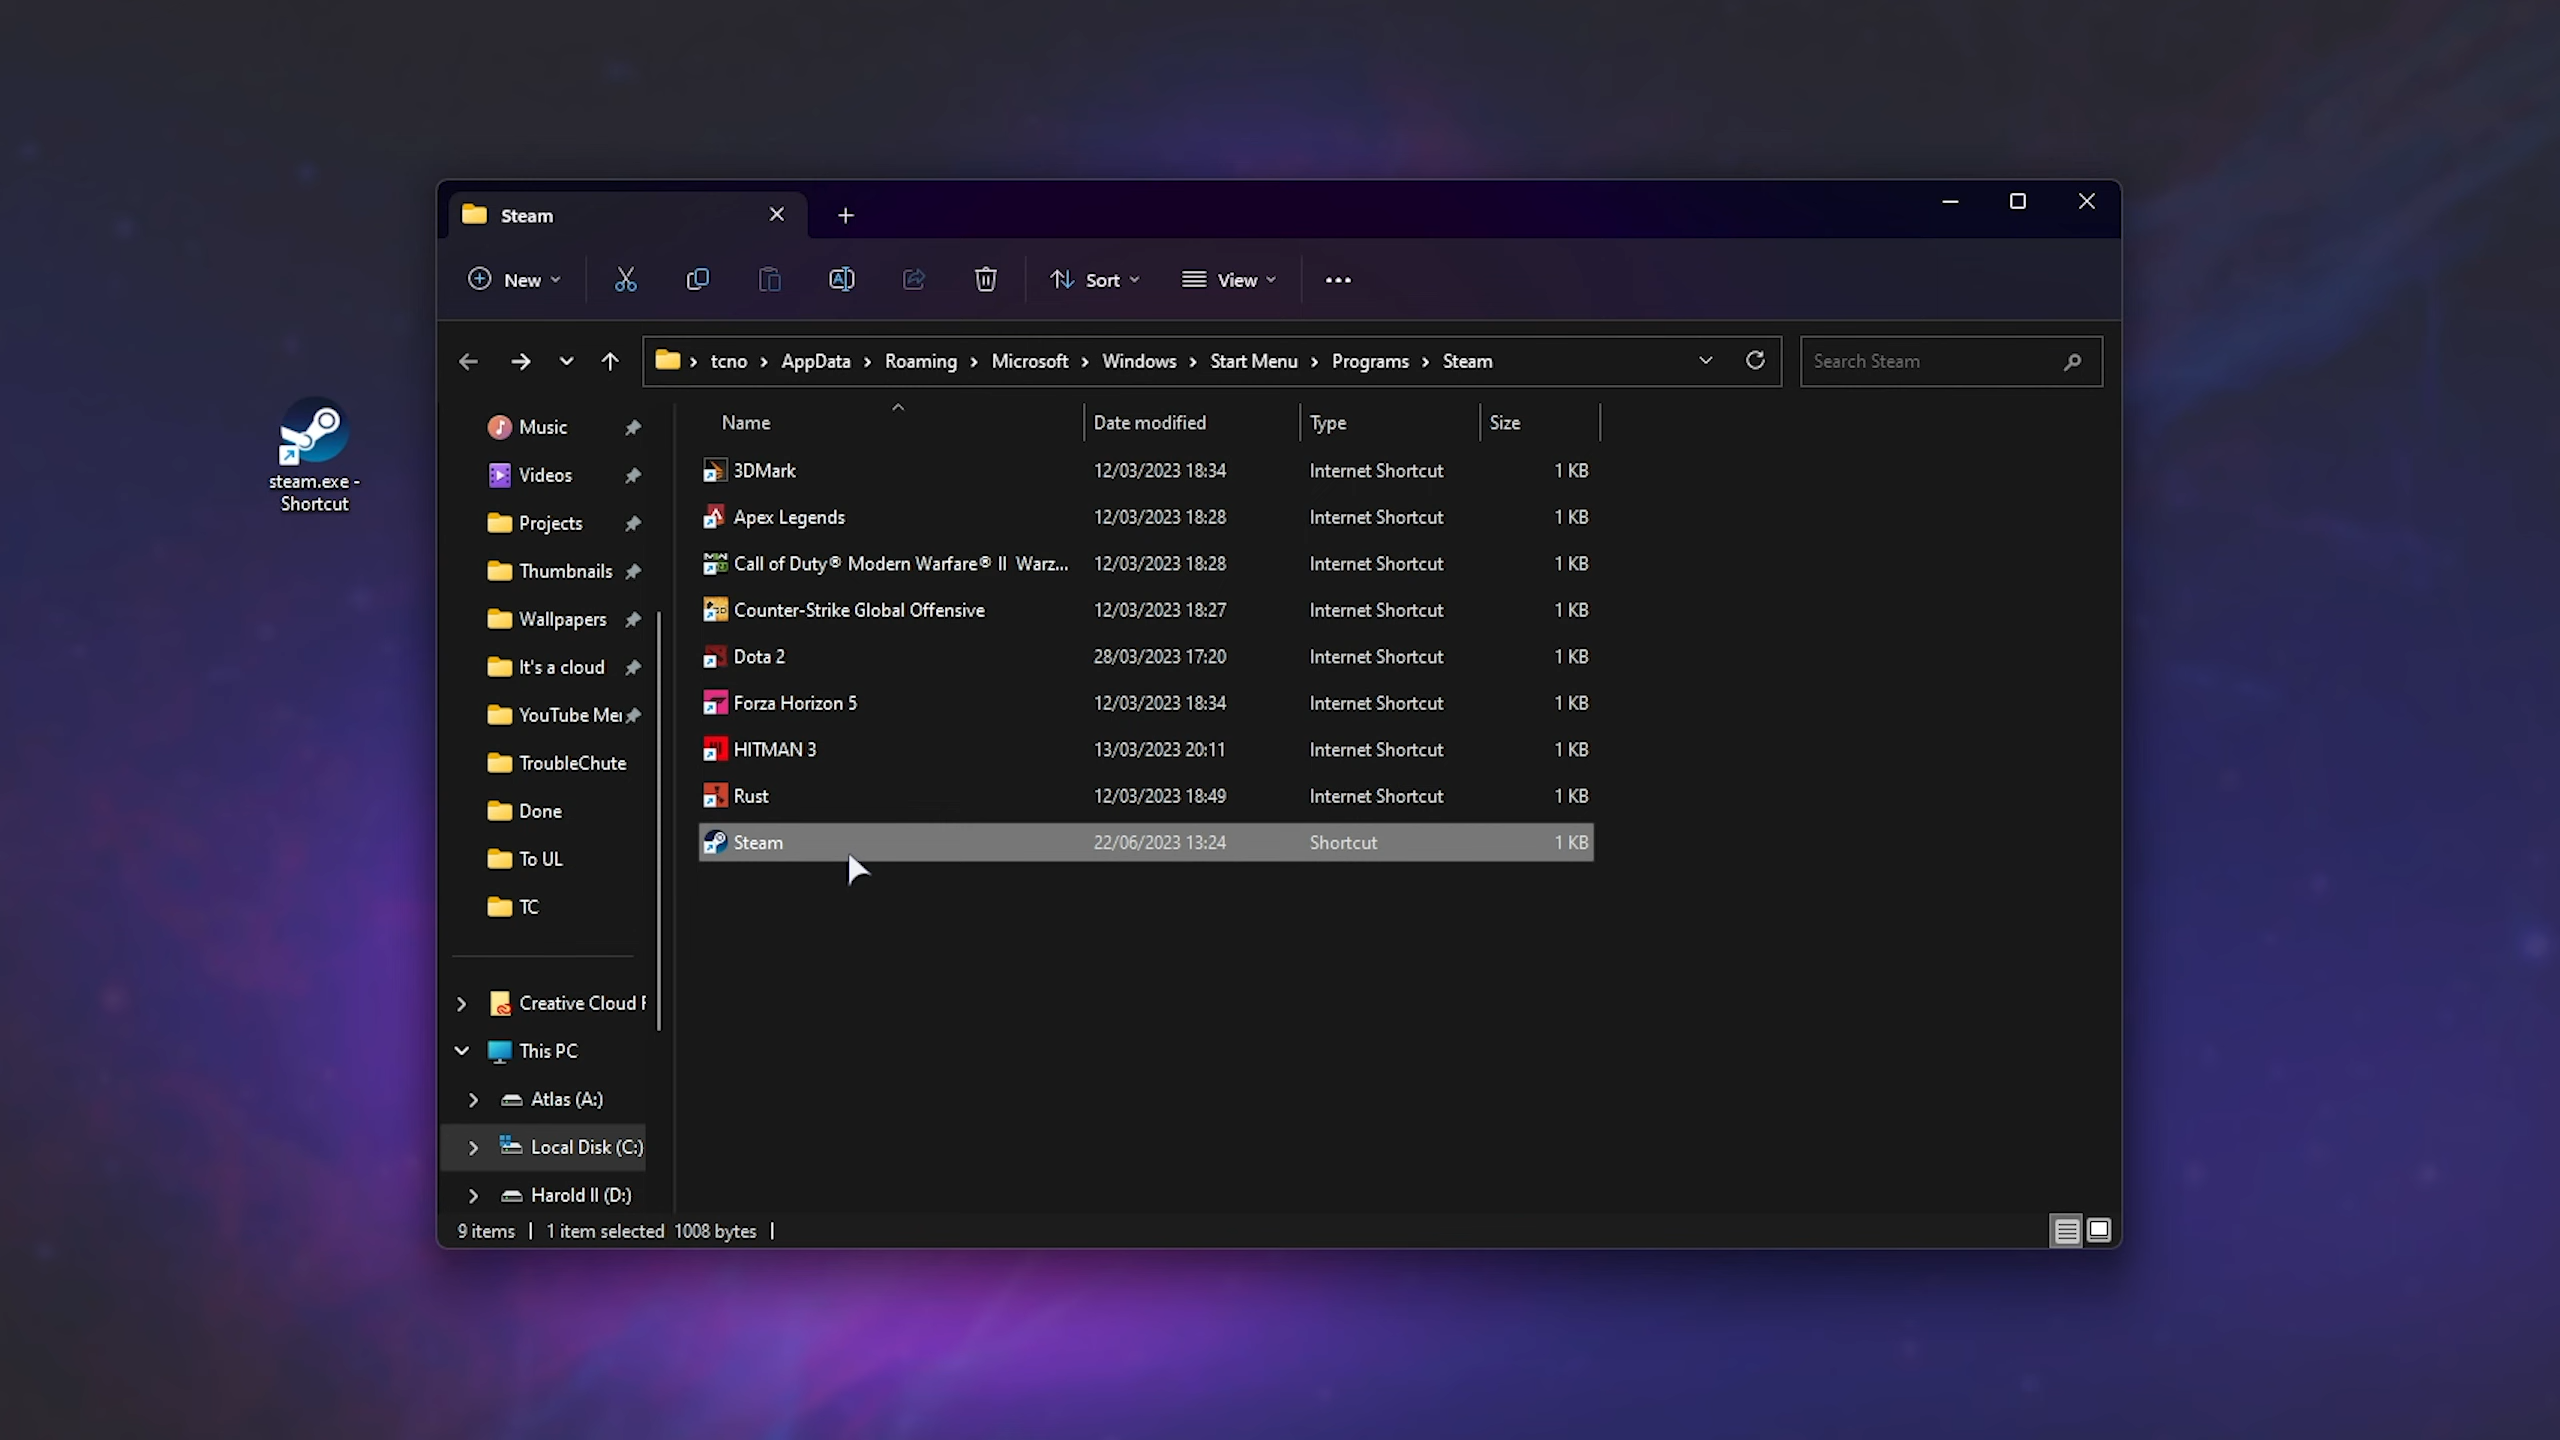 Steam
New
Sort
View
tcno > AppData > Roaming > Microsoft > Windows > Start Menu > Programs > Steam
Search Steam
steam.exe -
Shortcut
Music
Videos
Projects
Thumbnails
Wallpapers
It's a cloud
YouTube Me
TroubleChute
Done
To UL
TC
Creative Cloud F
This PC
Atlas (A:)
Local Disk (C:)
Harold II (D:)
Name Date modified Type Size
3DMark 12/03/2023 18:34 Internet Shortcut 1 KB
Apex Legends 12/03/2023 18:28 Internet Shortcut 1 KB
Call of Duty® Modern Warfare® II Warz... 12/03/2023 18:28 Internet Shortcut 1 KB
Counter-Strike Global Offensive 12/03/2023 18:27 Internet Shortcut 1 KB
Dota 2 28/03/2023 17:20 Internet Shortcut 1 KB
Forza Horizon 5 12/03/2023 18:34 Internet Shortcut 1 KB
HITMAN 3 13/03/2023 20:11 Internet Shortcut 1 KB
Rust 12/03/2023 18:49 Internet Shortcut 1 KB
Steam 22/06/2023 13:24 Shortcut 1 KB
9 items | 1 item selected 1008 bytes |